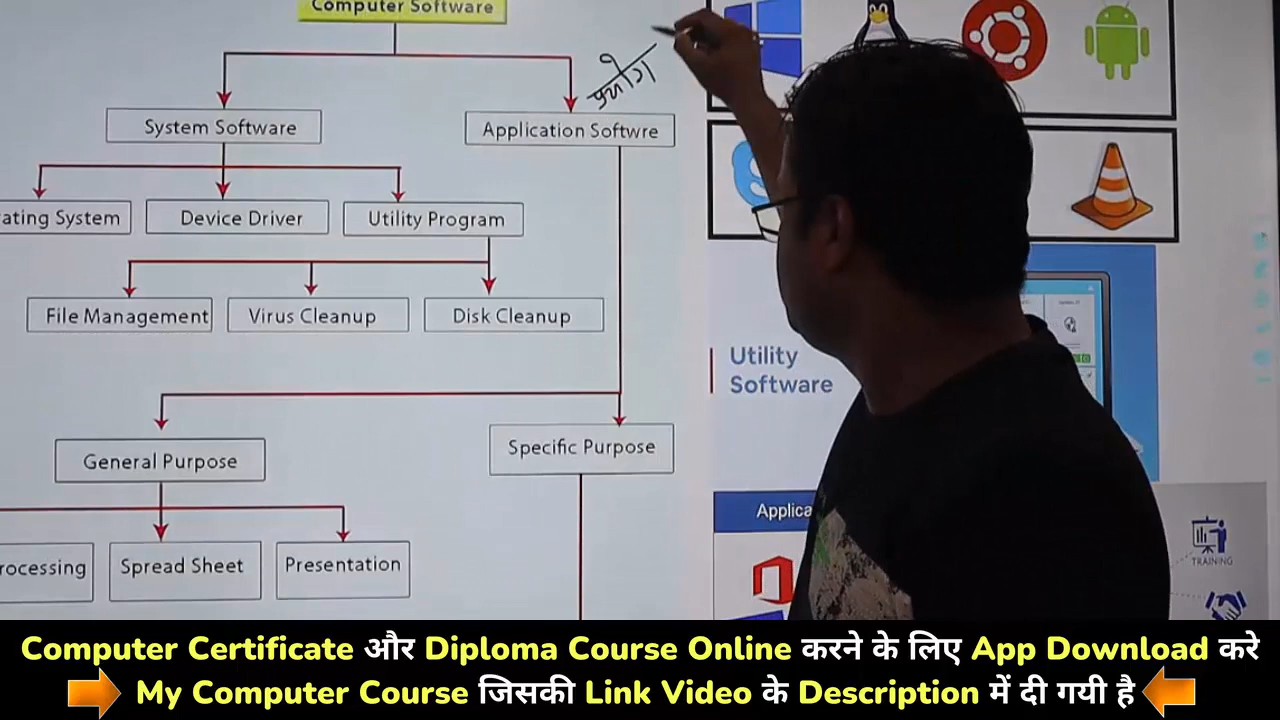 Computer Software
प्रयोग
System Software
Application Softwre
rating System
Device Driver
Utility Program
File Management
Virus Cleanup
Disk Cleanup
Utility
Software
General Purpose
Specific Purpose
Applica
rocessing
Spread Sheet
Presentation
TRAINING
Computer Certificate और Diploma Course Online करने के लिए App Download करे
My Computer Course जिसकी Link Video के Description में दी गयी है